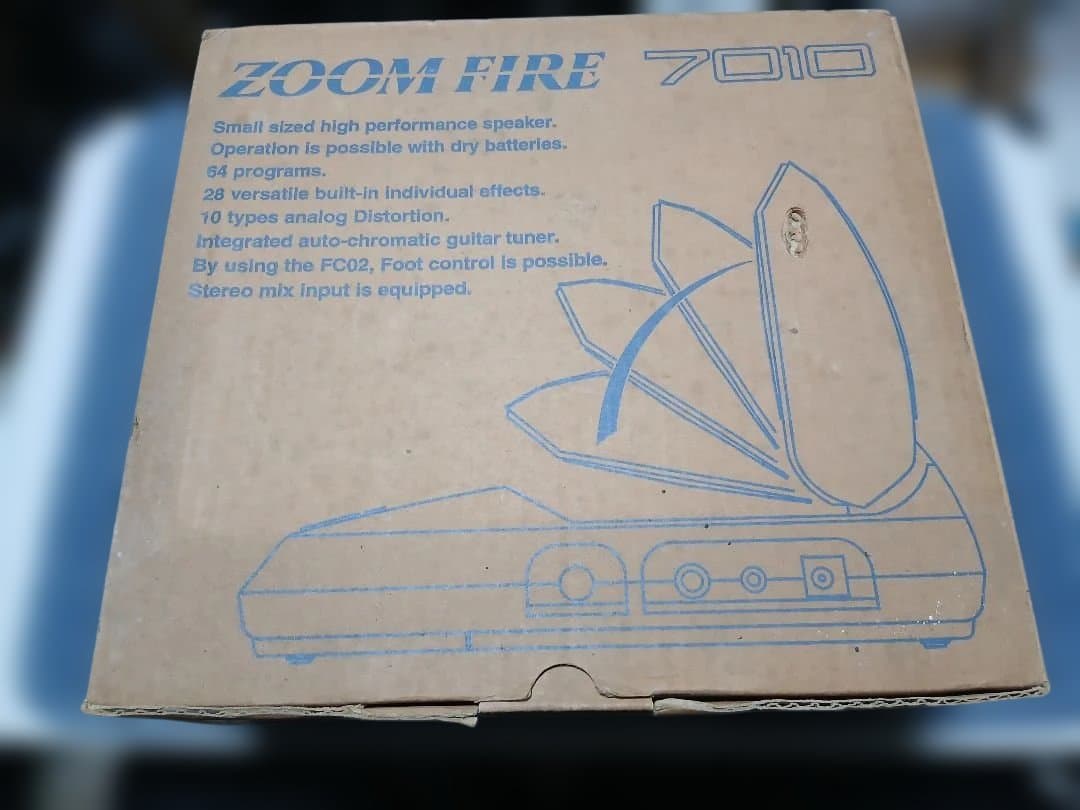 ZOOM FIRE 7010
Small sized high performance speaker.
Operation is possible with dry batteries.
64 programs.
28 versatile built-in individual effects.
10 types analog Distortion.
Integrated auto-chromatic guitar tuner.
By using the FC02, Foot control is possible.
Stereo mix input is equipped.